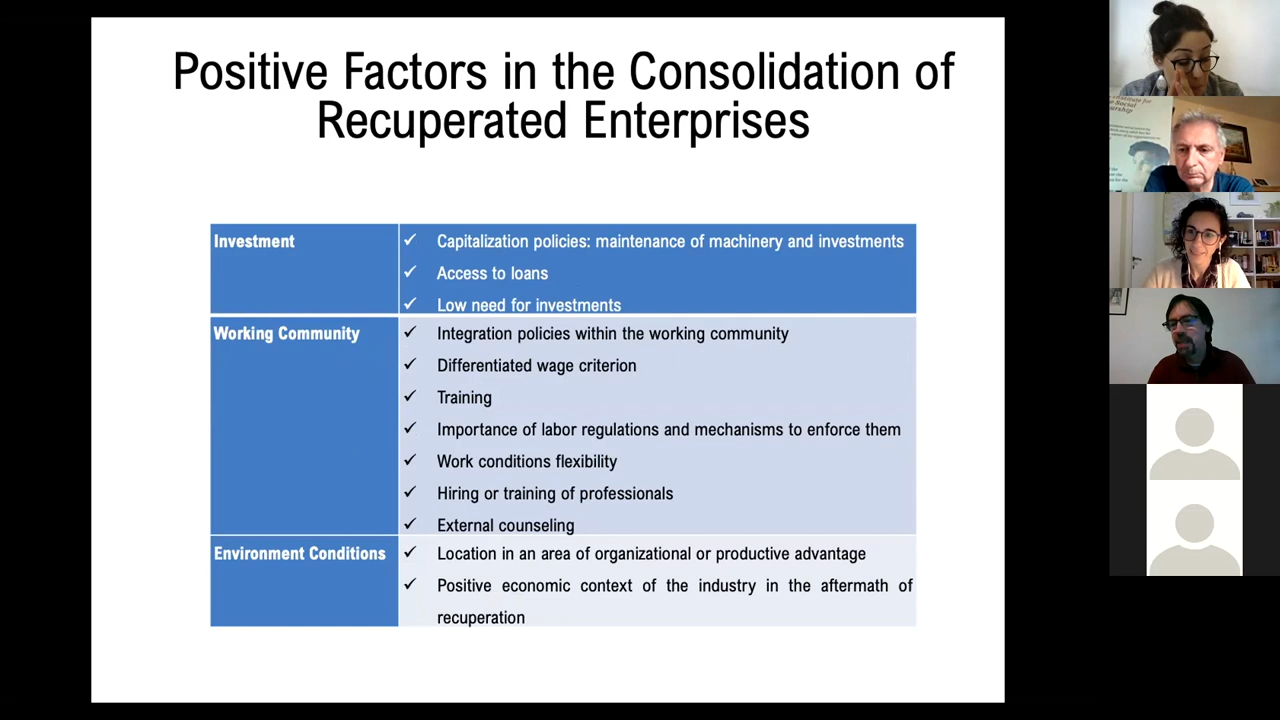 Positive Factors in the Consolidation of
Recuperated Enterprises
Investment
✓ Capitalization policies: maintenance of machinery and investments
✓ Access to loans
✓ Low need for investments
Working Community
✓ Integration policies within the working community
✓ Differentiated wage criterion
✓ Training
✓ Importance of labor regulations and mechanisms to enforce them
✓ Work conditions flexibility
✓ Hiring or training of professionals
✓ External counseling
Environment Conditions
✓ Location in an area of organizational or productive advantage
✓ Positive economic context of the industry in the aftermath of
recuperation
Social